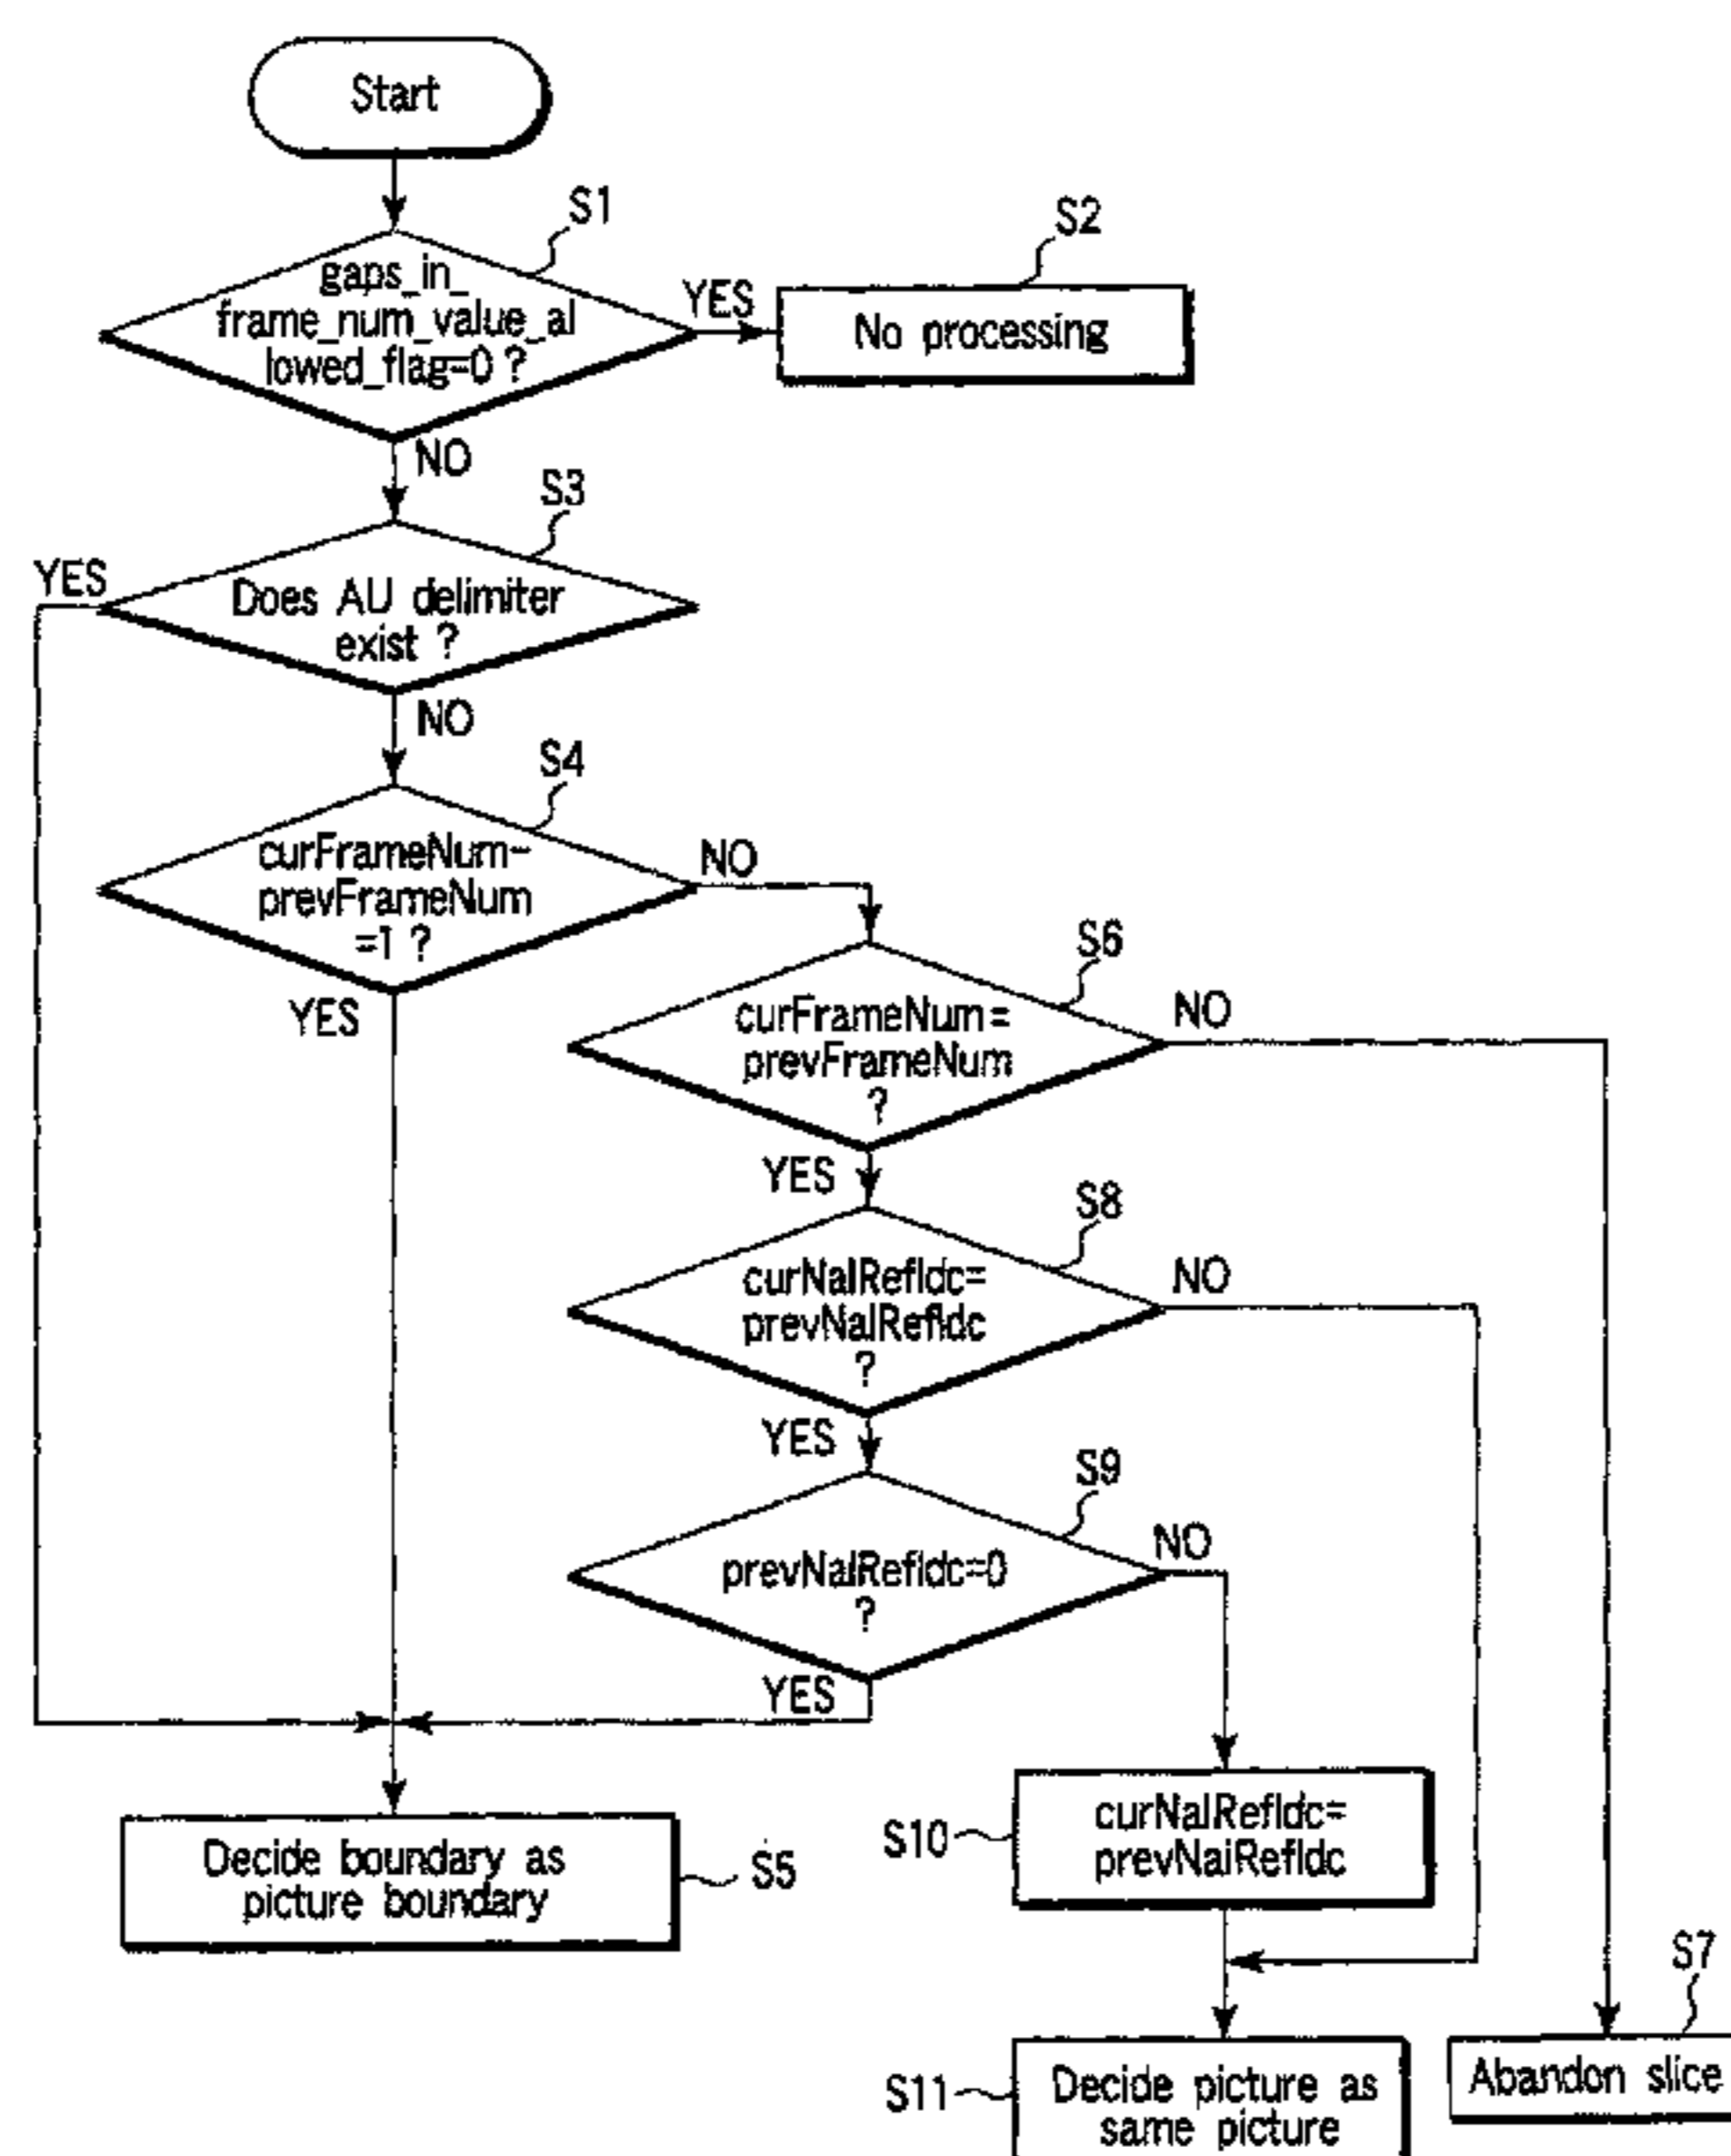 Start
S1
gaps_in_
frame_num_value_al
lowed_flag=0 ?
YES
S2
No processing
NO
S3
YES
Does AU delimiter
exist ?
NO
S4
curFrameNum-
prevFrameNum
=1 ?
NO
YES
S6
curFrameNum=
prevFrameNum
?
NO
YES
S8
curNalRefIdc=
prevNalRefIdc
?
NO
YES
S9
prevNalRefIdc=0
?
NO
YES
Decide boundary as
picture boundary
S5
S10
curNalRefIdc=
prevNaiRefIdc
S7
S11
Decide picture as
same picture
Abandon slice